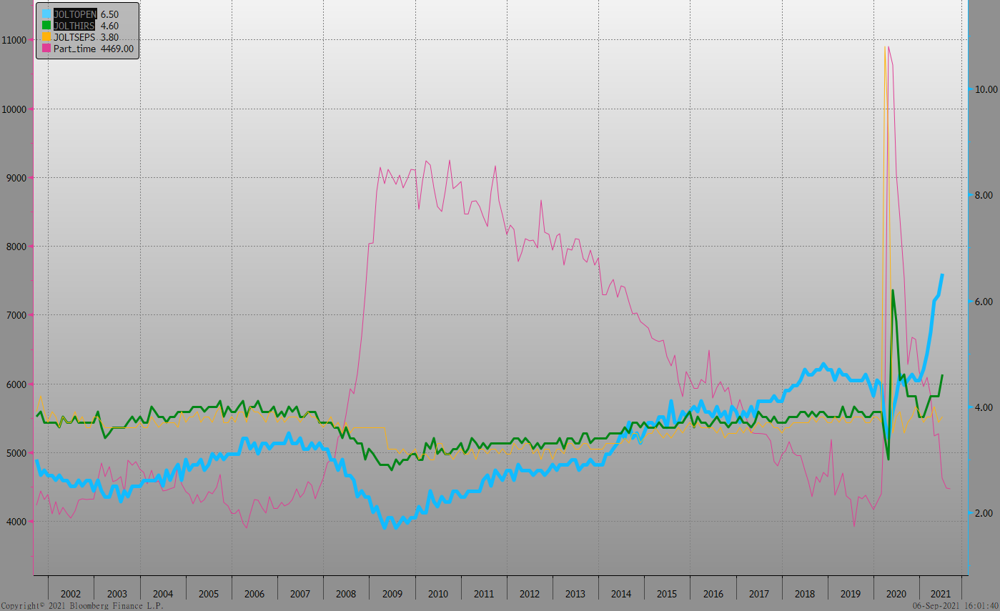 JOLTOPEN 6.50
JOLTHIRS 4.60
JOLTSEPS 3.80
Part_time 4469.00
11000
10000
9000
8000
7000
6000
5000
4000
10.00
8.00
6.00
4.00
2.00
2002 2003 2004 2005 2006 2007 2008 2009 2010 2011 2012 2013 2014 2015 2016 2017 2018 2019 2020 2021
Copyright© 2021 Bloomberg Finance L.P.
06-Sep-2021 16:01:40